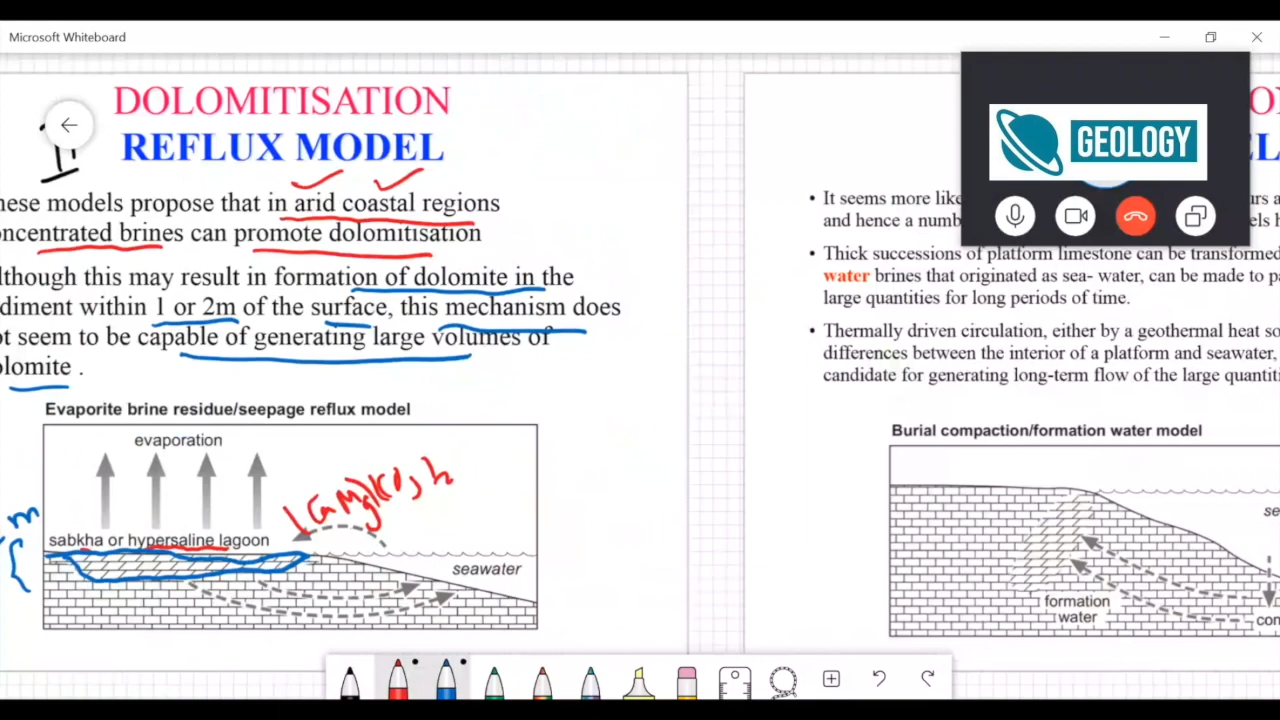 Microsoft Whiteboard
DOLOMITISATION
REFLUX MODEL
hese models propose that in arid coastal regions
oncentrated brines can promote dolomitisation
lthough this may result in formation of dolomite in the
diment within 1 or 2m of the surface, this mechanism does
ot seem to be capable of generating large volumes of
olomite .
Evaporite brine residue/seepage reflux model
evaporation
sabkha or hypersaline lagoon
seawater
m
GEOLOGY
• It seems more like
urs a
and hence a numb
els h
• Thick successions of platform limestone can be transformed
water brines that originated as sea- water, can be made to p
large quantities for long periods of time.
• Thermally driven circulation, either by a geothermal heat so
differences between the interior of a platform and seawater,
candidate for generating long-term flow of the large quantiti
Burial compaction/formation water model
se
formation
water
con